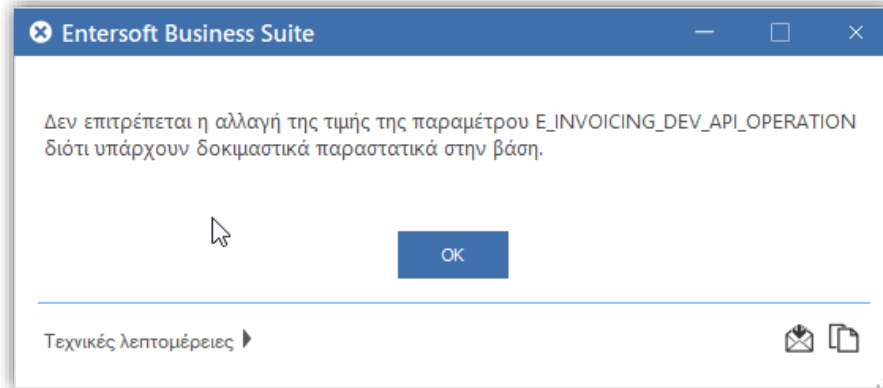 Entersoft Business Suite
Δεν επιτρέπεται η αλλαγή της τιμής της παραμέτρου E_INVOICING_DEV_API_OPERATION
διότι υπάρχουν δοκιμαστικά παραστατικά στην βάση.
OK
Τεχνικές λεπτομέρειες